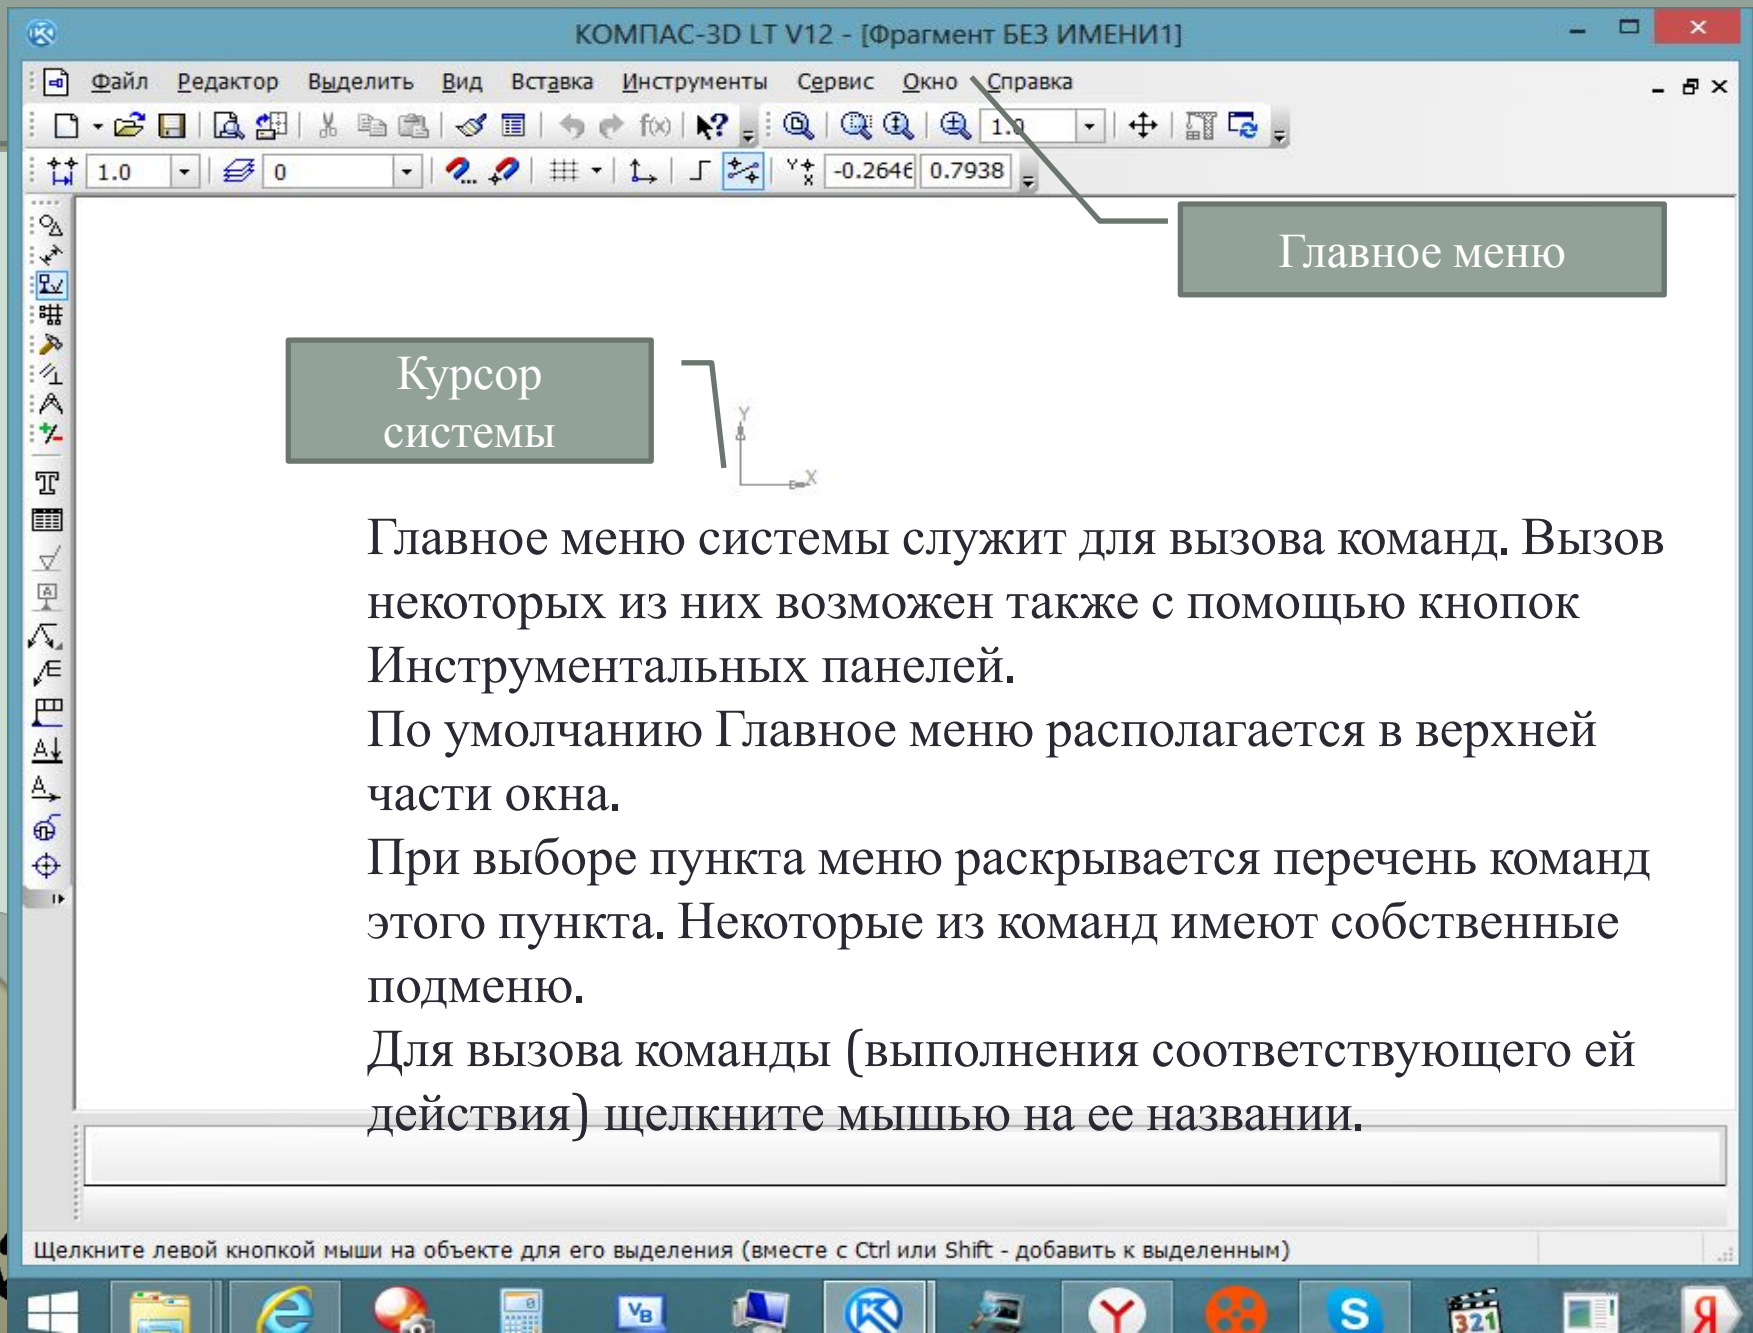 КОМПАС-3D LT V12 - [Фрагмент БЕЗ ИМЕНИ1]
Файл Редактор Выделить Вид Вставка Инструменты Сервис Окно Справка
f(x) ? 1.0
1.0 0 Y X -0.2646 0.7938
Главное меню
Курсор
системы
Y
X
Главное меню системы служит для вызова команд. Вызов
некоторых из них возможен также с помощью кнопок
Инструментальных панелей.
По умолчанию Главное меню располагается в верхней
части окна.
При выборе пункта меню раскрывается перечень команд
этого пункта. Некоторые из команд имеют собственные
подменю.
Для вызова команды (выполнения соответствующего ей
действия) щелкните мышью на ее названии.
Щелкните левой кнопкой мыши на объекте для его выделения (вместе с Ctrl или Shift - добавить к выделенным)
VB Y S 321 Я